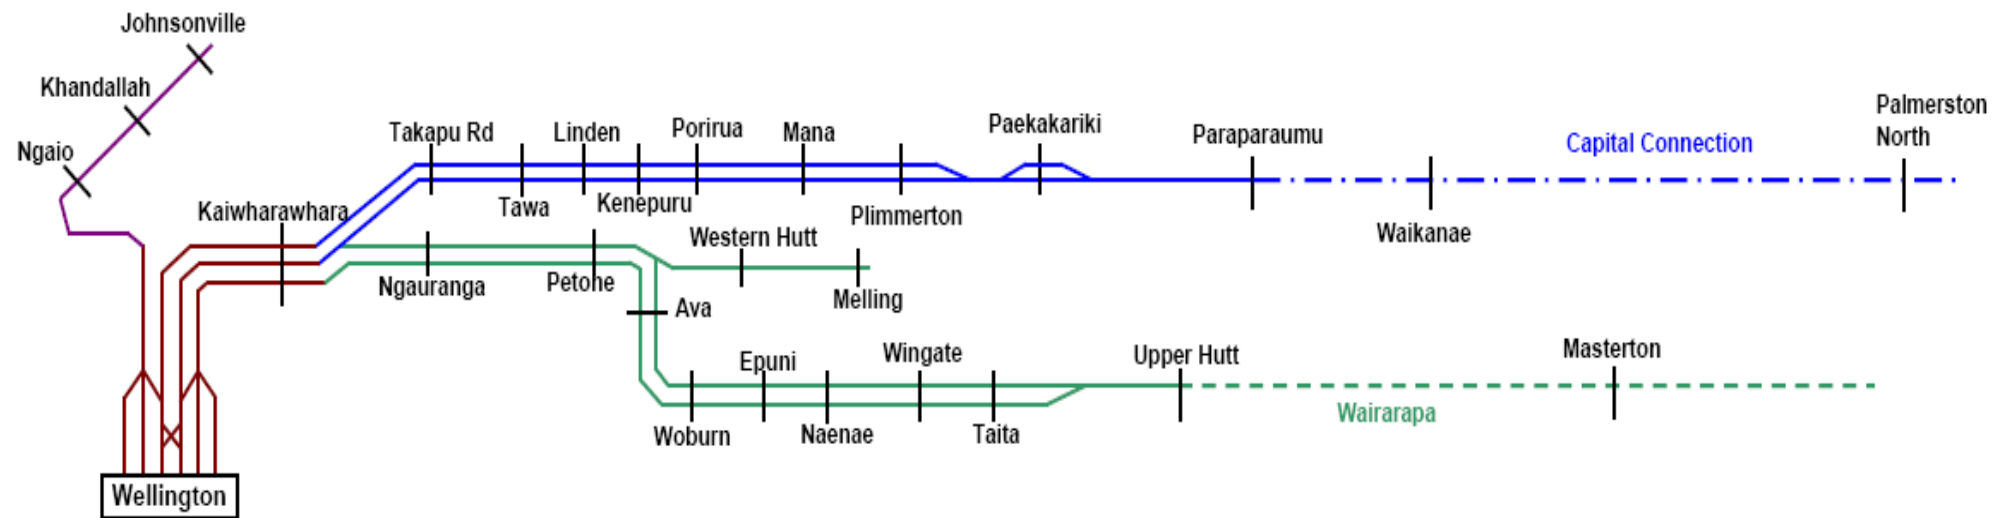 Johnsonville
Khandallah
Ngaio
Kaiwharawhara
Takapu Rd
Tawa
Linden
Kenepuru
Porirua
Mana
Plimmerton
Paekakariki
Paraparaumu
Waikanae
Capital Connection
Palmerston
North
Ngauranga
Petone
Western Hutt
Melling
Ava
Woburn
Epuni
Naenae
Wingate
Taita
Upper Hutt
Wairarapa
Masterton
Wellington